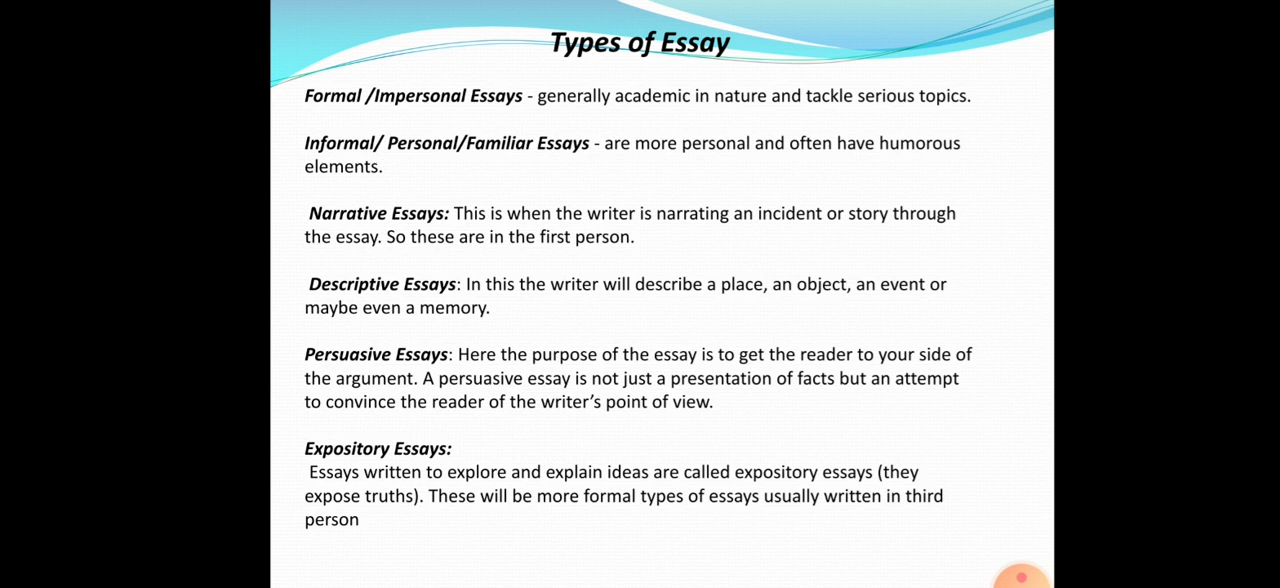 Types of Essay
Formal /Impersonal Essays - generally academic in nature and tackle serious topics.
Informal/ Personal/Familiar Essays - are more personal and often have humorous
elements.
Narrative Essays: This is when the writer is narrating an incident or story through
the essay. So these are in the first person.
Descriptive Essays: In this the writer will describe a place, an object, an event or
maybe even a memory.
Persuasive Essays: Here the purpose of the essay is to get the reader to your side of
the argument. A persuasive essay is not just a presentation of facts but an attempt
to convince the reader of the writer’s point of view.
Expository Essays:
Essays written to explore and explain ideas are called expository essays (they
expose truths). These will be more formal types of essays usually written in third
person